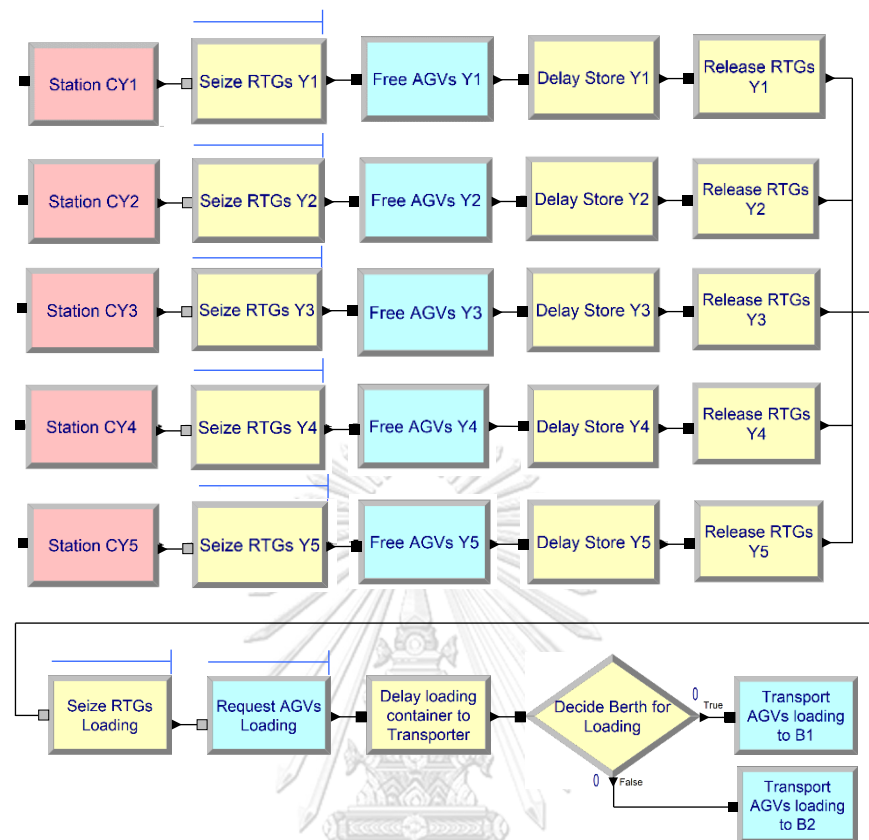 Station CY1
Seize RTGs Y1
Free AGVs Y1
Delay Store Y1
Release RTGs
Y1
Station CY2
Seize RTGs Y2
Free AGVs Y2
Delay Store Y2
Release RTGs
Y2
Station CY3
Seize RTGs Y3
Free AGVs Y3
Delay Store Y3
Release RTGs
Y3
Station CY4
Seize RTGs Y4
Free AGVs Y4
Delay Store Y4
Release RTGs
Y4
Station CY5
Seize RTGs Y5
Free AGVs Y5
Delay Store Y5
Release RTGs
Y5
Seize RTGs
Loading
Request AGVs
Loading
Delay loading
container to
Transporter
Decide Berth for
Loading
0
True
0
False
Transport
AGVs loading
to B1
Transport
AGVs loading
to B2